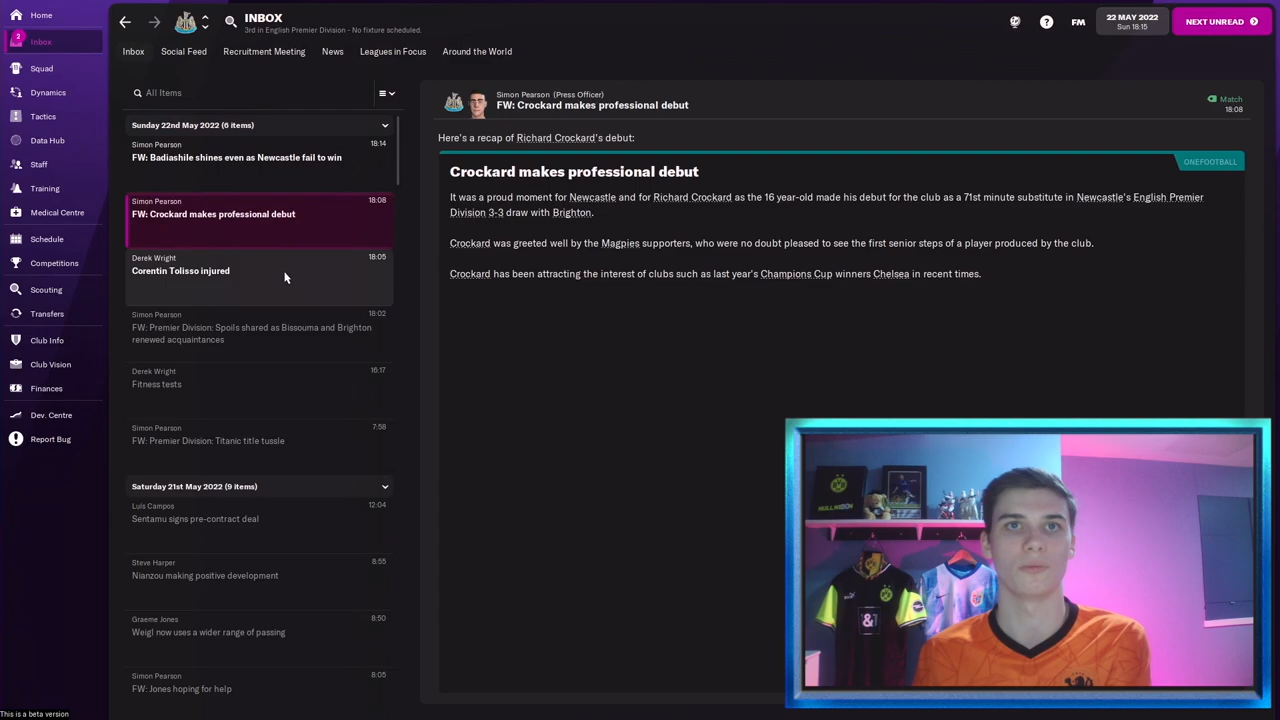 Home
INBOX
3rd in English Premier Division - No fixture scheduled.
FM
22 MAY 2022
Sun 18:15
NEXT UNREAD
2
Inbox
Squad
Dynamics
Tactics
Data Hub
Staff
Training
Medical Centre
Schedule
Competitions
Scouting
Transfers
Club Info
Club Vision
Finances
Dev. Centre
Report Bug
This is a beta version
Inbox Social Feed Recruitment Meeting News Leagues in Focus Around the World
All Items
Sunday 22nd May 2022 (6 items)
Simon Pearson 18:14
FW: Badiashile shines even as Newcastle fail to win
Simon Pearson 18:08
FW: Crockard makes professional debut
Derek Wright 18:05
Corentin Tolisso injured
Simon Pearson 18:02
FW: Premier Division: Spoils shared as Bissouma and Brighton
renewed acquaintances
Derek Wright 16:17
Fitness tests
Simon Pearson 7:58
FW: Premier Division: Titanic title tussle
Saturday 21st May 2022 (9 items)
Luis Campos 12:04
Sentamu signs pre-contract deal
Steve Harper 8:55
Nianzou making positive development
Graeme Jones 8:50
Weigl now uses a wider range of passing
Simon Pearson 8:05
FW: Jones hoping for help
Simon Pearson (Press Officer)
FW: Crockard makes professional debut
Match
18:08
Here's a recap of Richard Crockard's debut:
ONEFOOTBALL
Crockard makes professional debut
It was a proud moment for Newcastle and for Richard Crockard as the 16 year-old made his debut for the club as a 71st minute substitute in Newcastle's English Premier
Division 3-3 draw with Brighton.
Crockard was greeted well by the Magpies supporters, who were no doubt pleased to see the first senior steps of a player produced by the club.
Crockard has been attracting the interest of clubs such as last year's Champions Cup winners Chelsea in recent times.